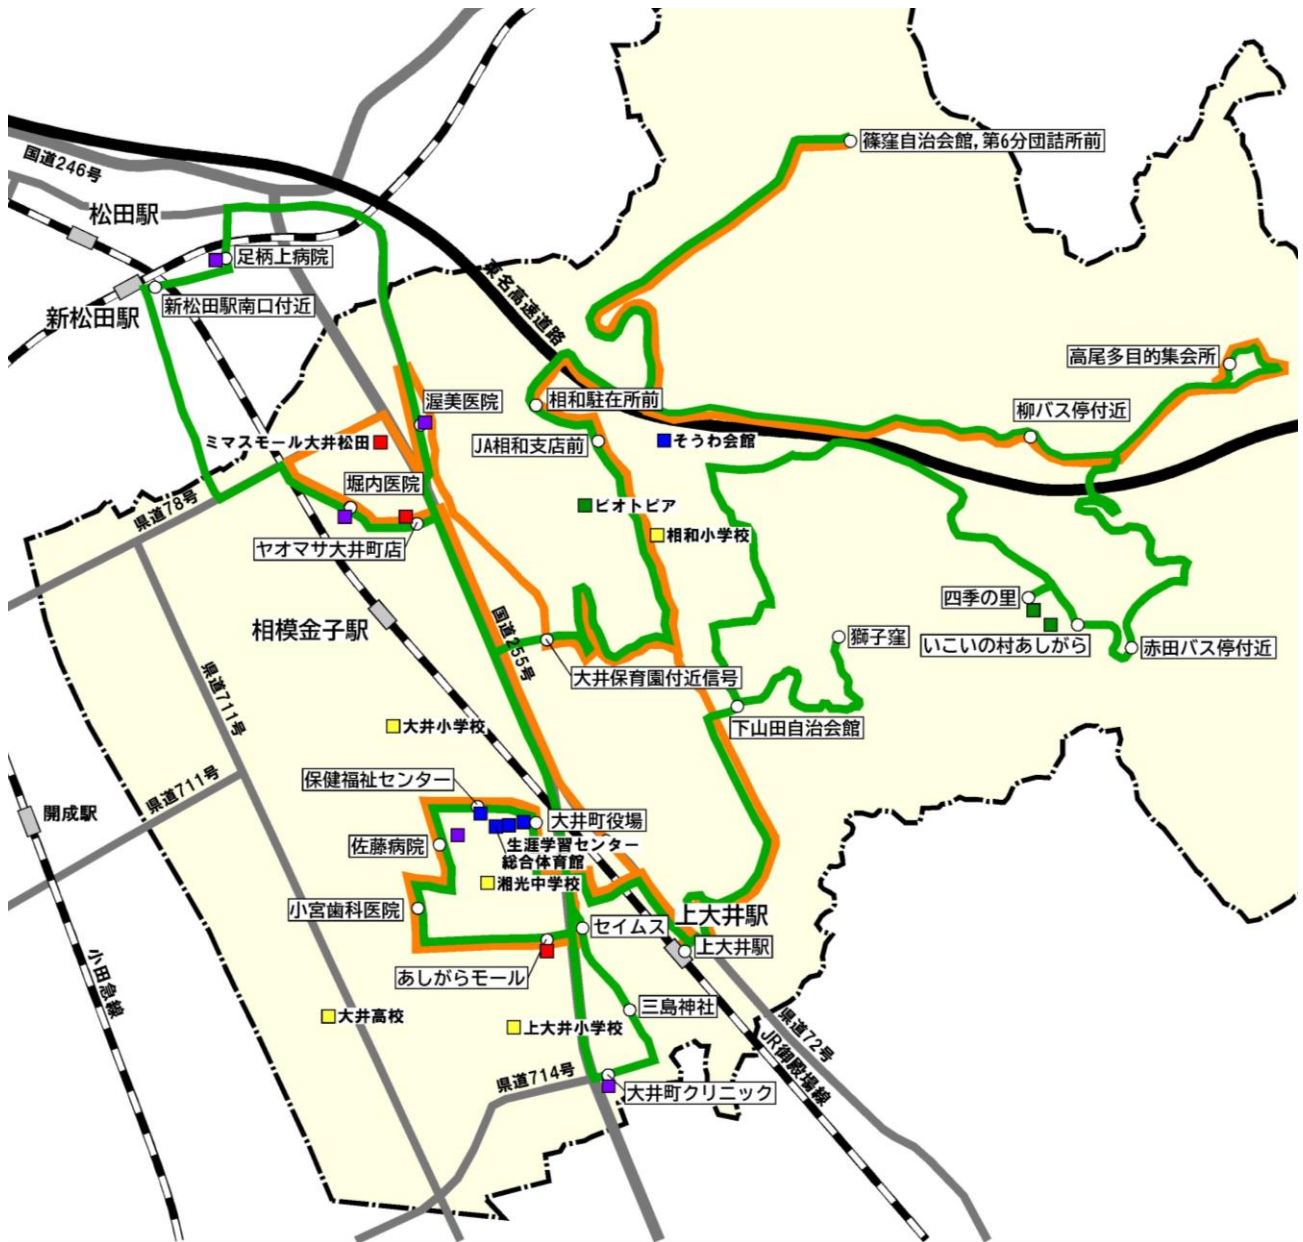 篠窪自治会館，第6分団詰所前
国道246号
松田駅
足柄上病院
東名高速道路
新松田駅南口付近
新松田駅
高尾多目的集会所
相和駐在所前
渥美医院
柳バス停付近
ミマスモール大井松田
JA相和支店前
そうわ会館
堀内医院
ビオトピア
県道78号
相和小学校
ヤオマサ大井町店
四季の里
相模金子駅
国道255号
獅子窪
いこいの村あしがら
赤田バス停付近
大井保育園付近信号
県道711号
大井小学校
下山田自治会館
保健福祉センター
県道711号
開成駅
大井町役場
佐藤病院
生涯学習センター
総合体育館
湘光中学校
小宮歯科医院
上大井駅
セイムス
上大井駅
あしがらモール
小田急線
三島神社
大井高校
上大井小学校
県道72号
JR御殿場線
県道714号
大井町クリニック